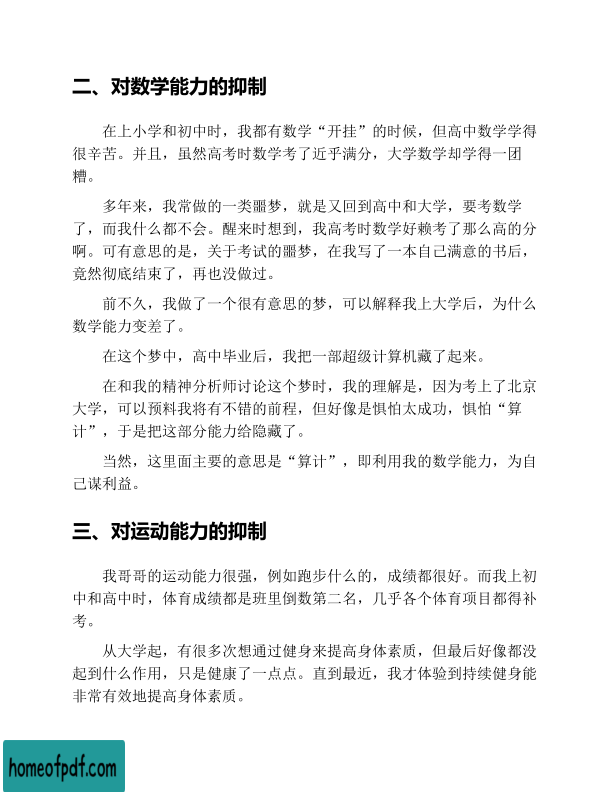 二、对数学能力的抑制
在上小学和初中时，我都有数学“开挂”的时候，但高中数学学得
很辛苦。并且，虽然高考时数学考了近乎满分，大学数学却学得一团
糟。
多年来，我常做的一类噩梦，就是又回到高中和大学，要考数学
了，而我什么都不会。醒来时想到，我高考时数学好赖考了那么高的分
啊。可有意思的是，关于考试的噩梦，在我写了一本自己满意的书后，
竟然彻底结束了，再也没做过。
前不久，我做了一个很有意思的梦，可以解释我上大学后，为什么
数学能力变差了。
在这个梦中，高中毕业后，我把一部超级计算机藏了起来。
在和我的精神分析师讨论这个梦时，我的理解是，因为考上了北京
大学，可以预料我将有不错的前程，但好像是惧怕太成功，惧怕“算
计”，于是把这部分能力给隐藏了。
当然，这里面主要的意思是“算计”，即利用我的数学能力，为自
己谋利益。
三、对运动能力的抑制
我哥哥的运动能力很强，例如跑步什么的，成绩都很好。而我上初
中和高中时，体育成绩都是班里倒数第二名，几乎各个体育项目都得补
考。
从大学起，有很多次想通过健身来提高身体素质，但最后好像都没
起到什么作用，只是健康了一点点。直到最近，我才体验到持续健身能
非常有效地提高身体素质。
homeofpdf.com